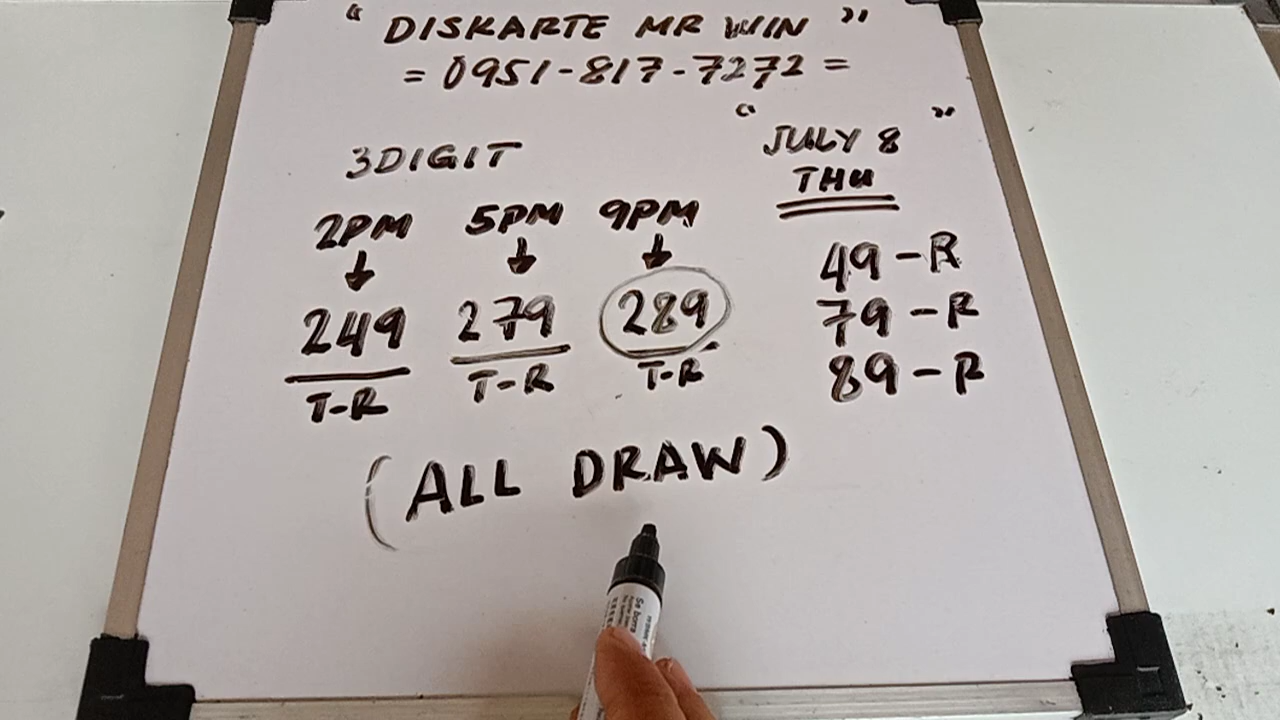 “ DISKARTE MR WIN ”
= 0951-817-7272 =
“ JULY 8 ”
THU
3DIGIT
2PM 5PM 9PM
249 279 289
T-R T-R T-R
49-R
79-R
89-R
(ALL DRAW)